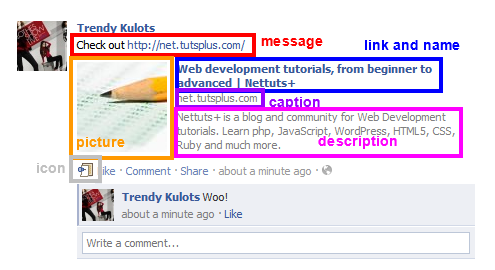 Trendy Kulots
Check out http://net.tutsplus.com/
message
link and name
Web development tutorials, from beginner to
advanced | Nettuts+
net.tutsplus.com
caption
Nettuts+ is a blog and community for Web Development
tutorials. Learn php, JavaScript, WordPress, HTML5, CSS,
Ruby and much more.
description
picture
icon
Like · Comment · Share · about a minute ago ·
Trendy Kulots Woo!
about a minute ago · Like
Write a comment...